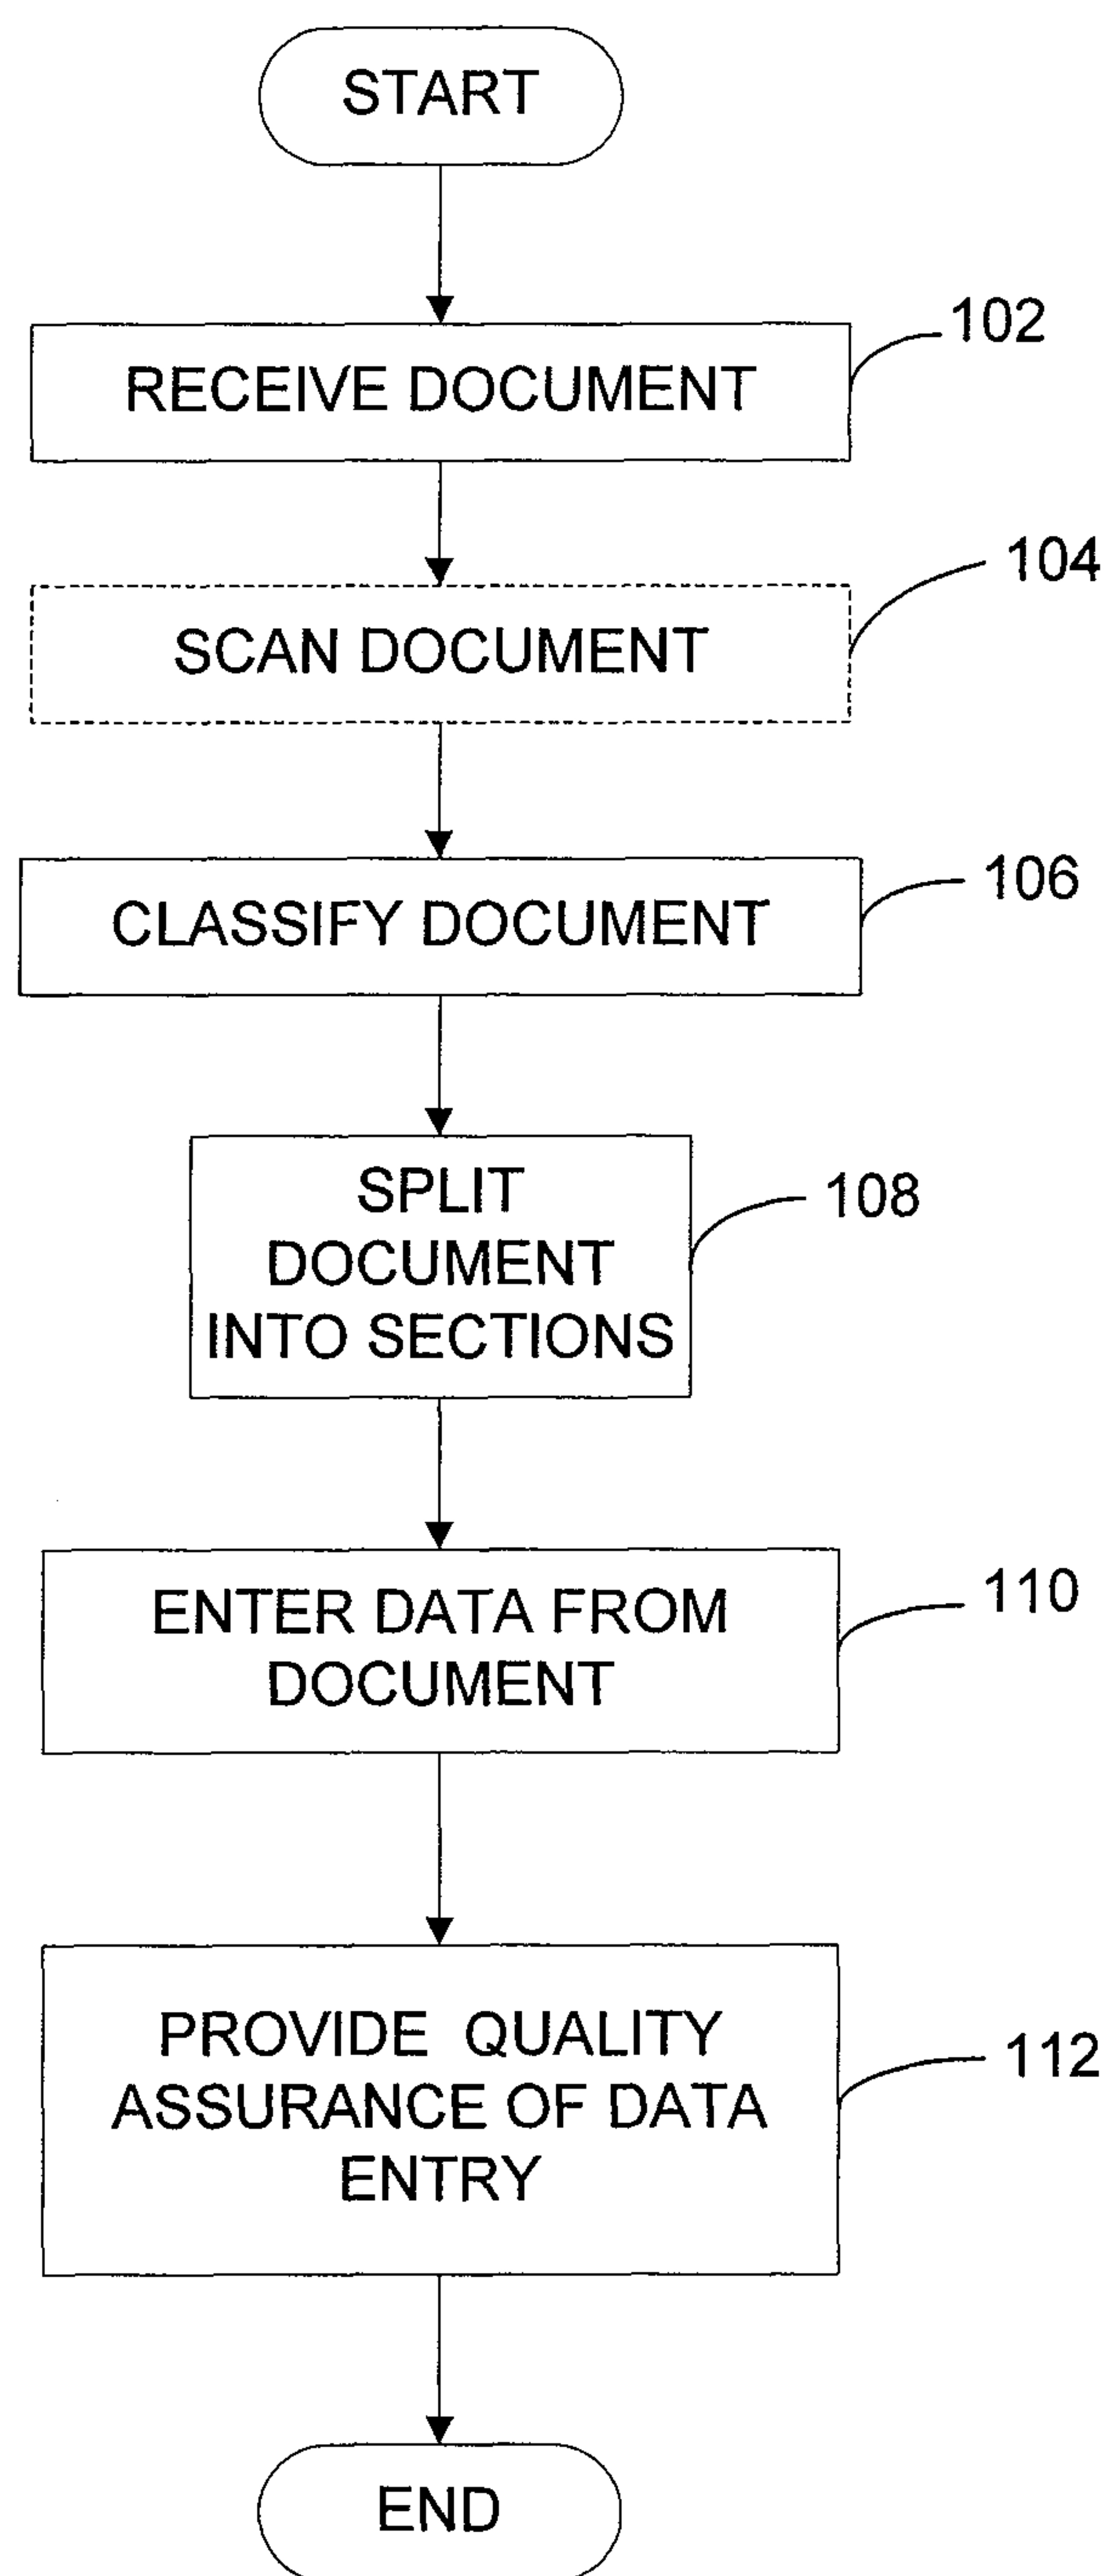 START
RECEIVE DOCUMENT
102
SCAN DOCUMENT
104
CLASSIFY DOCUMENT
106
SPLIT
DOCUMENT
INTO SECTIONS
108
ENTER DATA FROM
DOCUMENT
110
PROVIDE QUALITY
ASSURANCE OF DATA
ENTRY
112
END